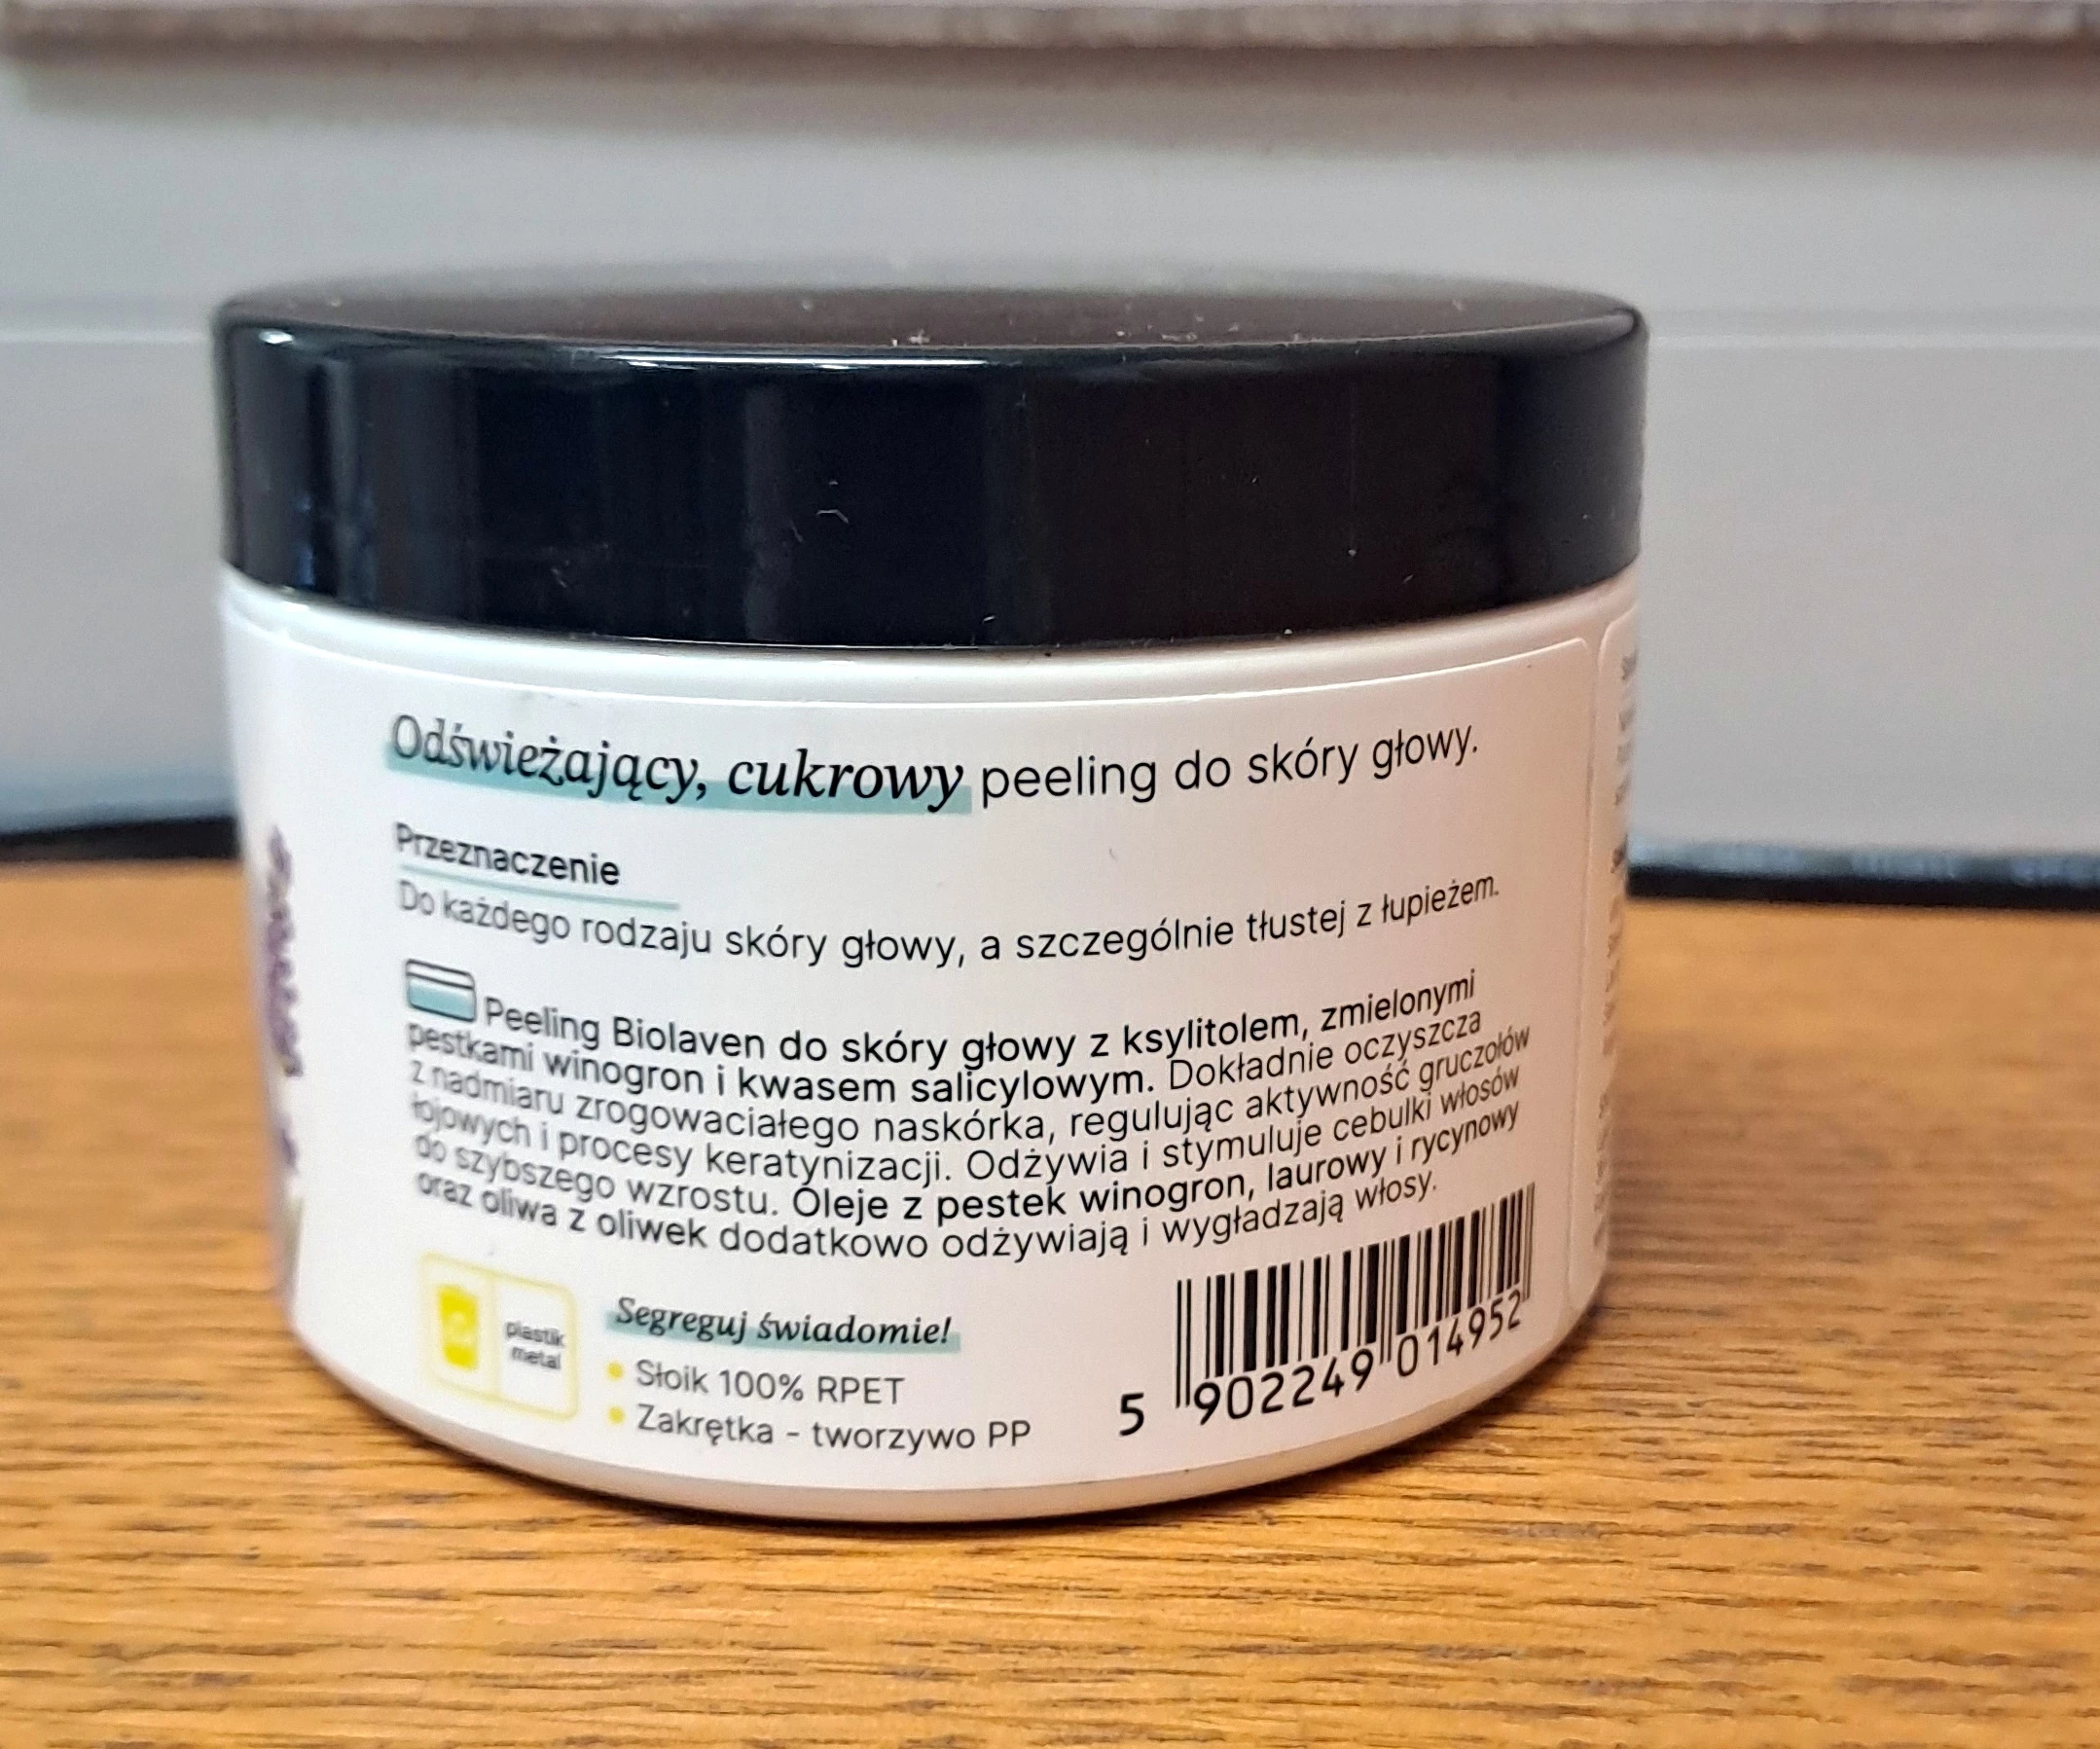 Odświeżający, cukrowy peeling do skóry głowy.
Przeznaczenie
Do każdego rodzaju skóry głowy, a szczególnie tłustej z łupieżem.
Peeling Biolaven do skóry głowy z ksylitolem, zmielonymi
pestkami winogron i kwasem salicylowym. Dokładnie oczyszcza
z nadmiaru zrogowaciałego naskórka, regulując aktywność gruczołów
łojowych i procesy keratynizacji. Odżywia i stymuluje cebulki włosów
do szybszego wzrostu. Oleje z pestek winogron, laurowy i rycynowy
oraz oliwa z oliwek dodatkowo odżywiają i wygładzają włosy.
plastik
metal
Segreguj świadomie!
Słoik 100% RPET
Zakrętka - tworzywo PP
5 902249 014952